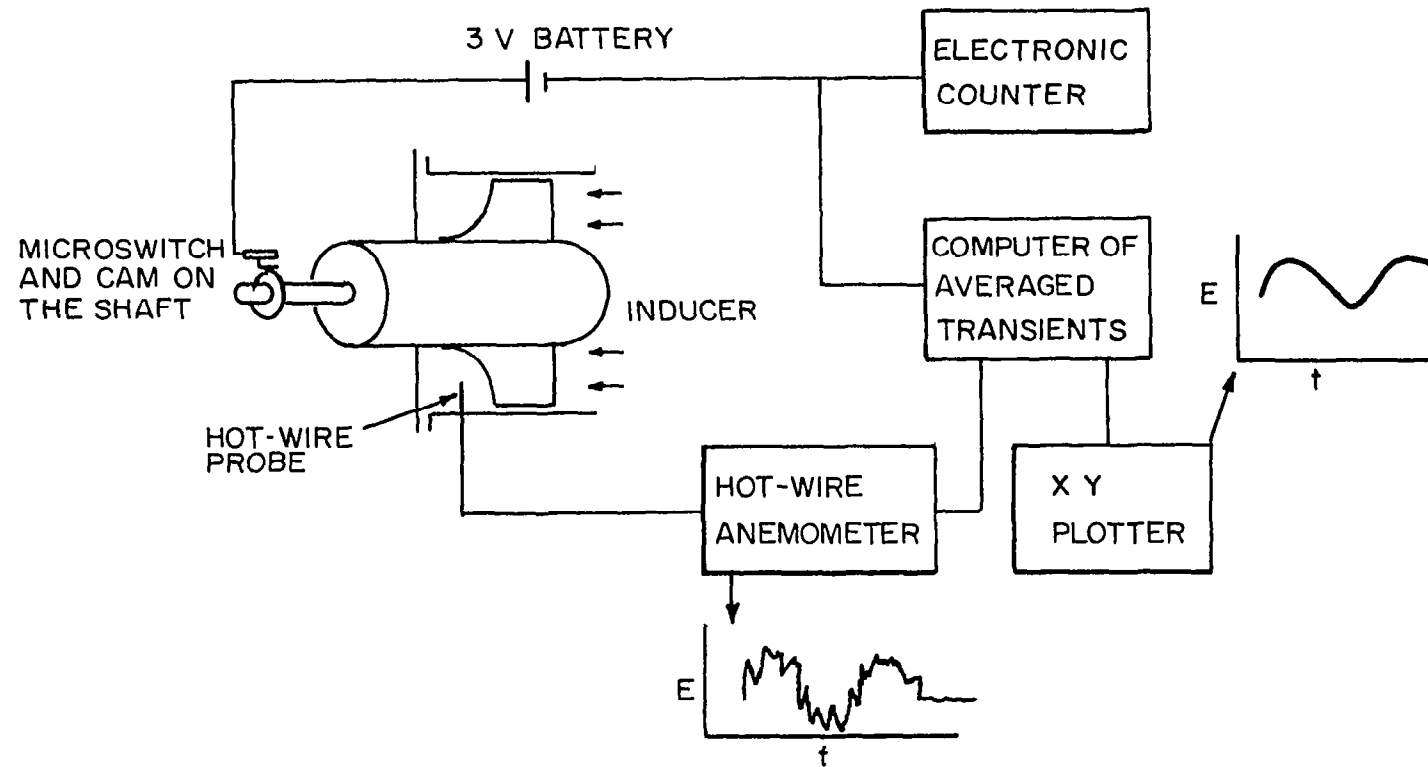 3 V BATTERY
ELECTRONIC
COUNTER
MICROSWITCH
AND CAM ON
THE SHAFT
INDUCER
COMPUTER OF
AVERAGED
TRANSIENTS
E
t
HOT-WIRE
PROBE
HOT-WIRE
ANEMOMETER
X Y
PLOTTER
E
t